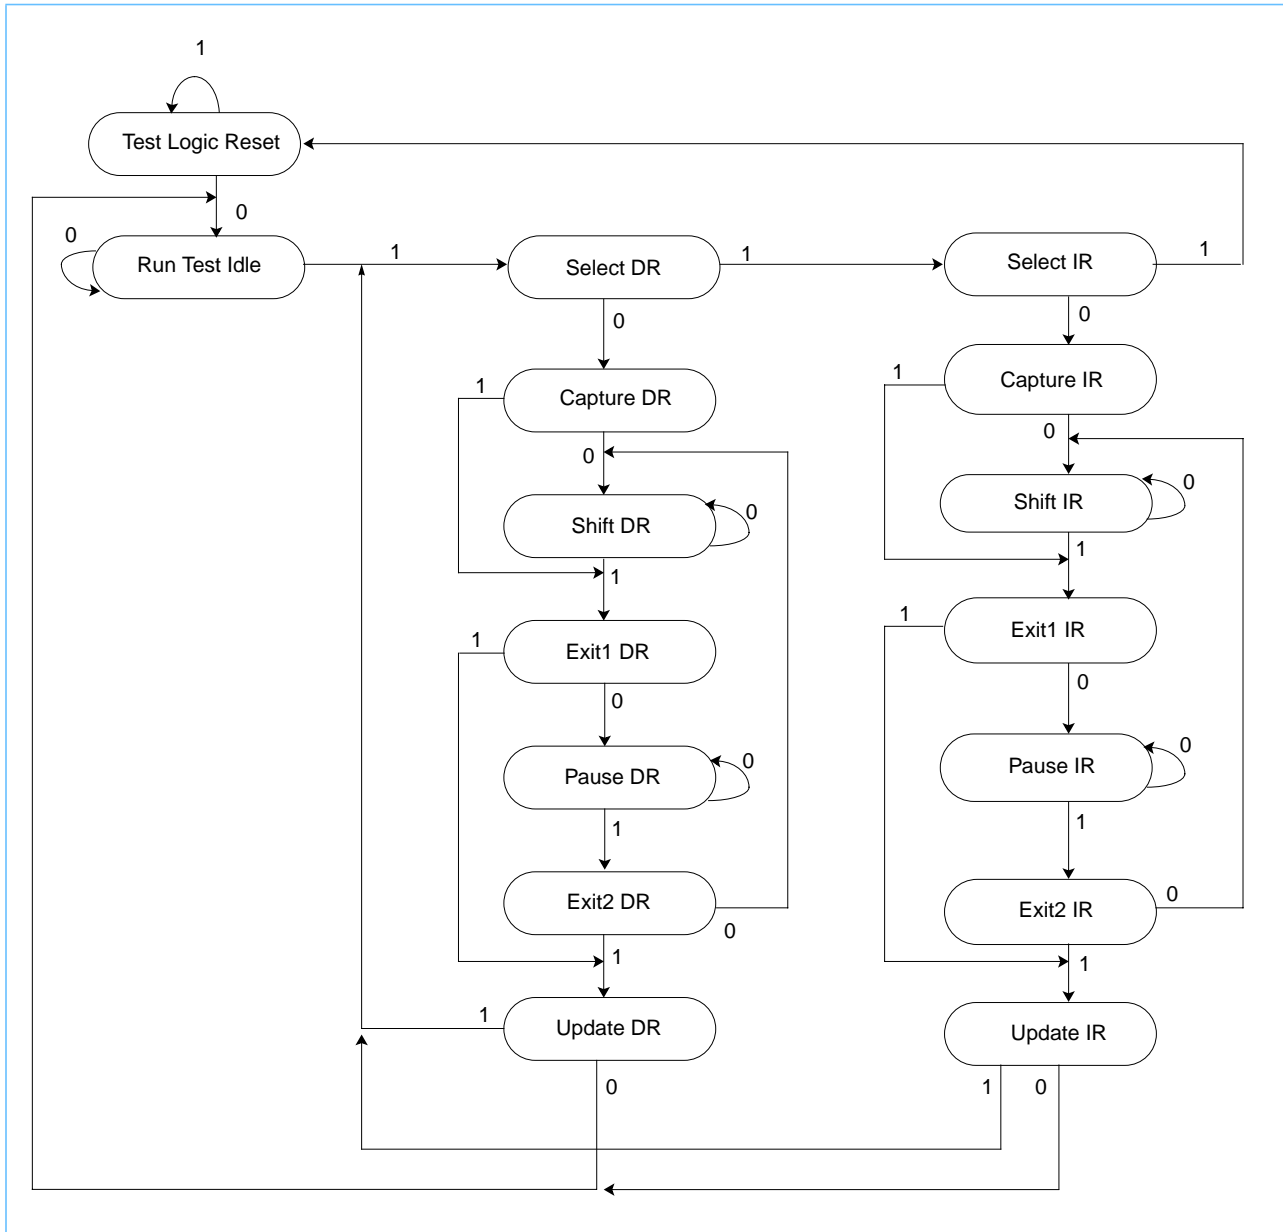 1
Test Logic Reset
0
0
Run Test Idle
1
Select DR
1
Select IR
1
0
0
1
Capture DR
1
Capture IR
0
0
Shift DR
0
Shift IR
0
1
1
1
Exit1 DR
1
Exit1 IR
0
0
Pause DR
0
Pause IR
0
1
1
Exit2 DR
0
Exit2 IR
0
1
1
1
Update DR
Update IR
0
1
0